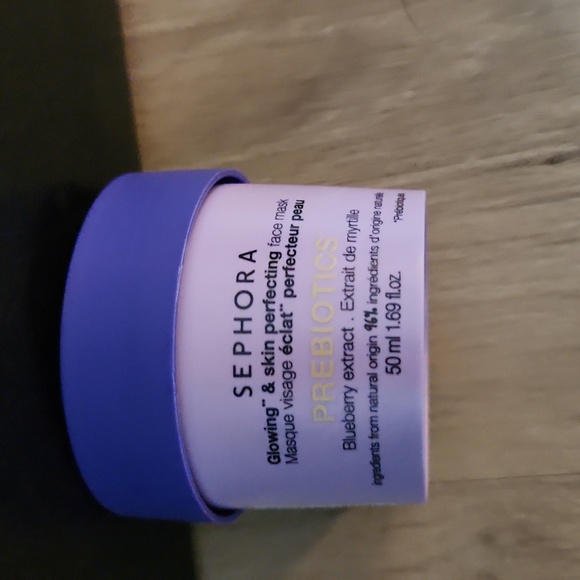 SEPHORA
Glowing** & skin perfecting face mask
Masque visage éclat** perfecteur peau
PREBIOTICS*
Blueberry extract . Extrait de myrtille
ingredients from natural origin 96% ingrédients d'origine naturelle
50 ml 1.69 fl.oz.
*Prébiotique